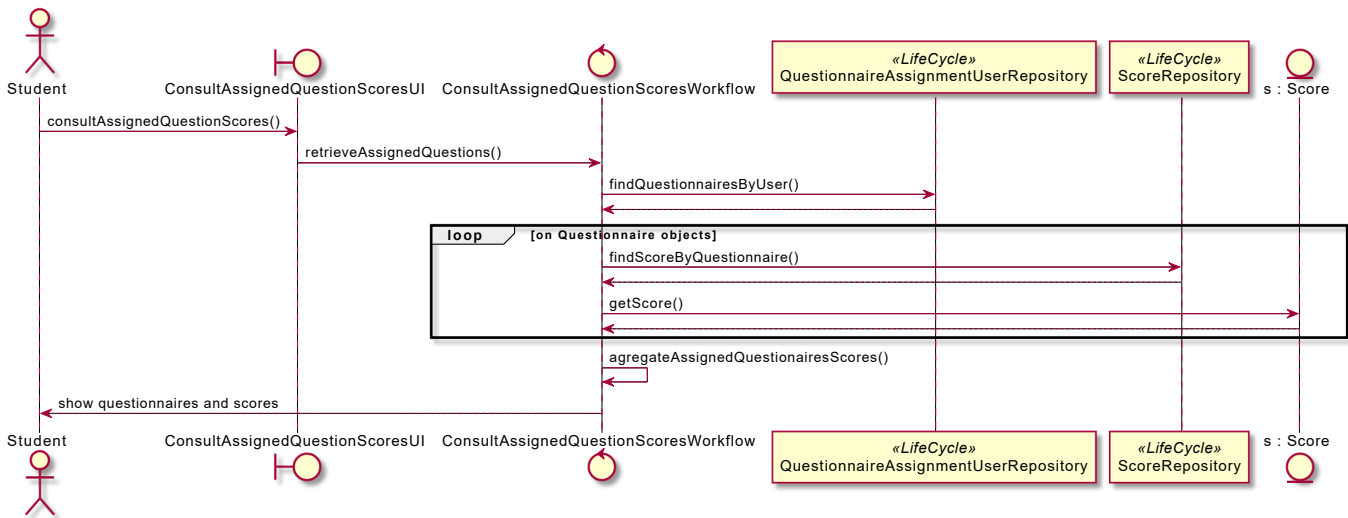 «LifeCycle»
«LifeCycle»
QuestionnaireAssignmentUserRepository
ScoreRepository
Student
ConsultAssignedQuestionScoresUI
ConsultAssignedQuestionScoresWorkflow
s : Score
consultAssignedQuestionScores()
retrieveAssignedQuestions()
findQuestionnairesByUser()
loop
[on Questionnaire objects]
findScoreByQuestionnaire()
getScore()
agregateAssignedQuestionairesScores()
show questionnaires and scores
Student
ConsultAssignedQuestionScoresUI
ConsultAssignedQuestionScoresWorkflow
s : Score
«LifeCycle»
«LifeCycle»
QuestionnaireAssignmentUserRepository
ScoreRepository